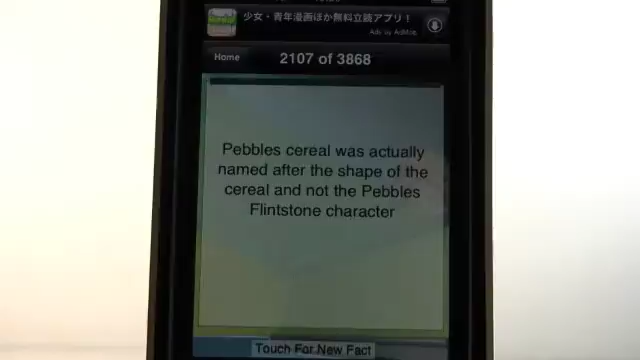 少女・青年漫画ほか無料立読アプリ！
Ads by AdMob
Home
2107 of 3868
Pebbles cereal was actually
named after the shape of the
cereal and not the Pebbles
Flintstone character
Touch For New Fact